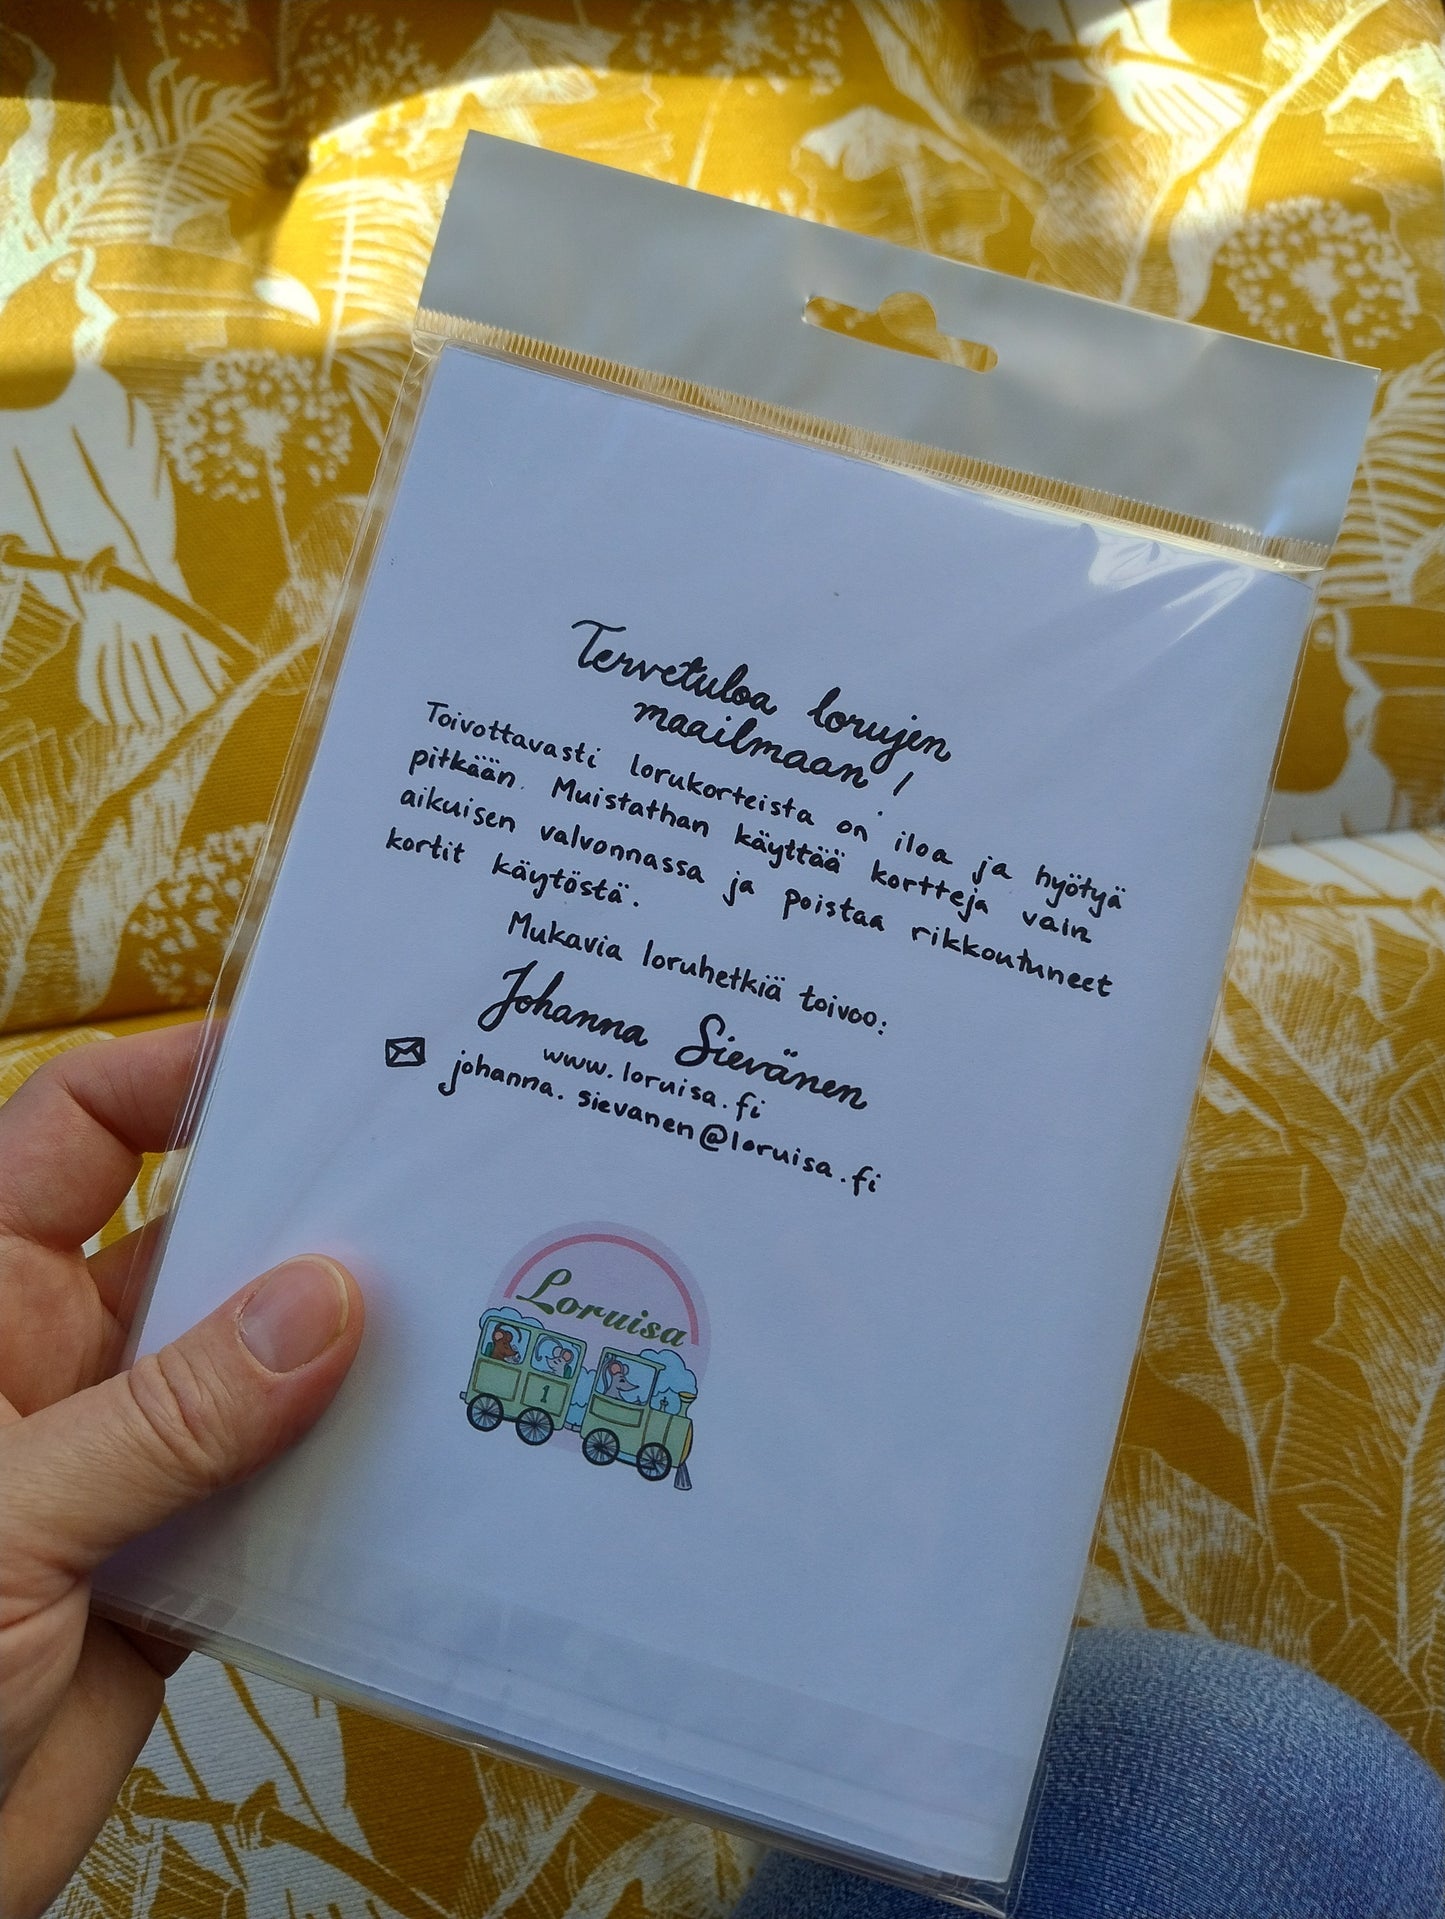 Tervetuloa lorujen
maailmaan!
Toivottavasti lorukorteista on iloa ja hyötyä
pitkään. Muistathan käyttää kortteja vain
aikuisen valvonnassa ja poistaa rikkoutuneet
kortit käytöstä.
Mukavia loruhetkiä toivoo:
Johanna Sievänen
www.loruisa.fi
johanna.sievanen@loruisa.fi
Loruisa
1